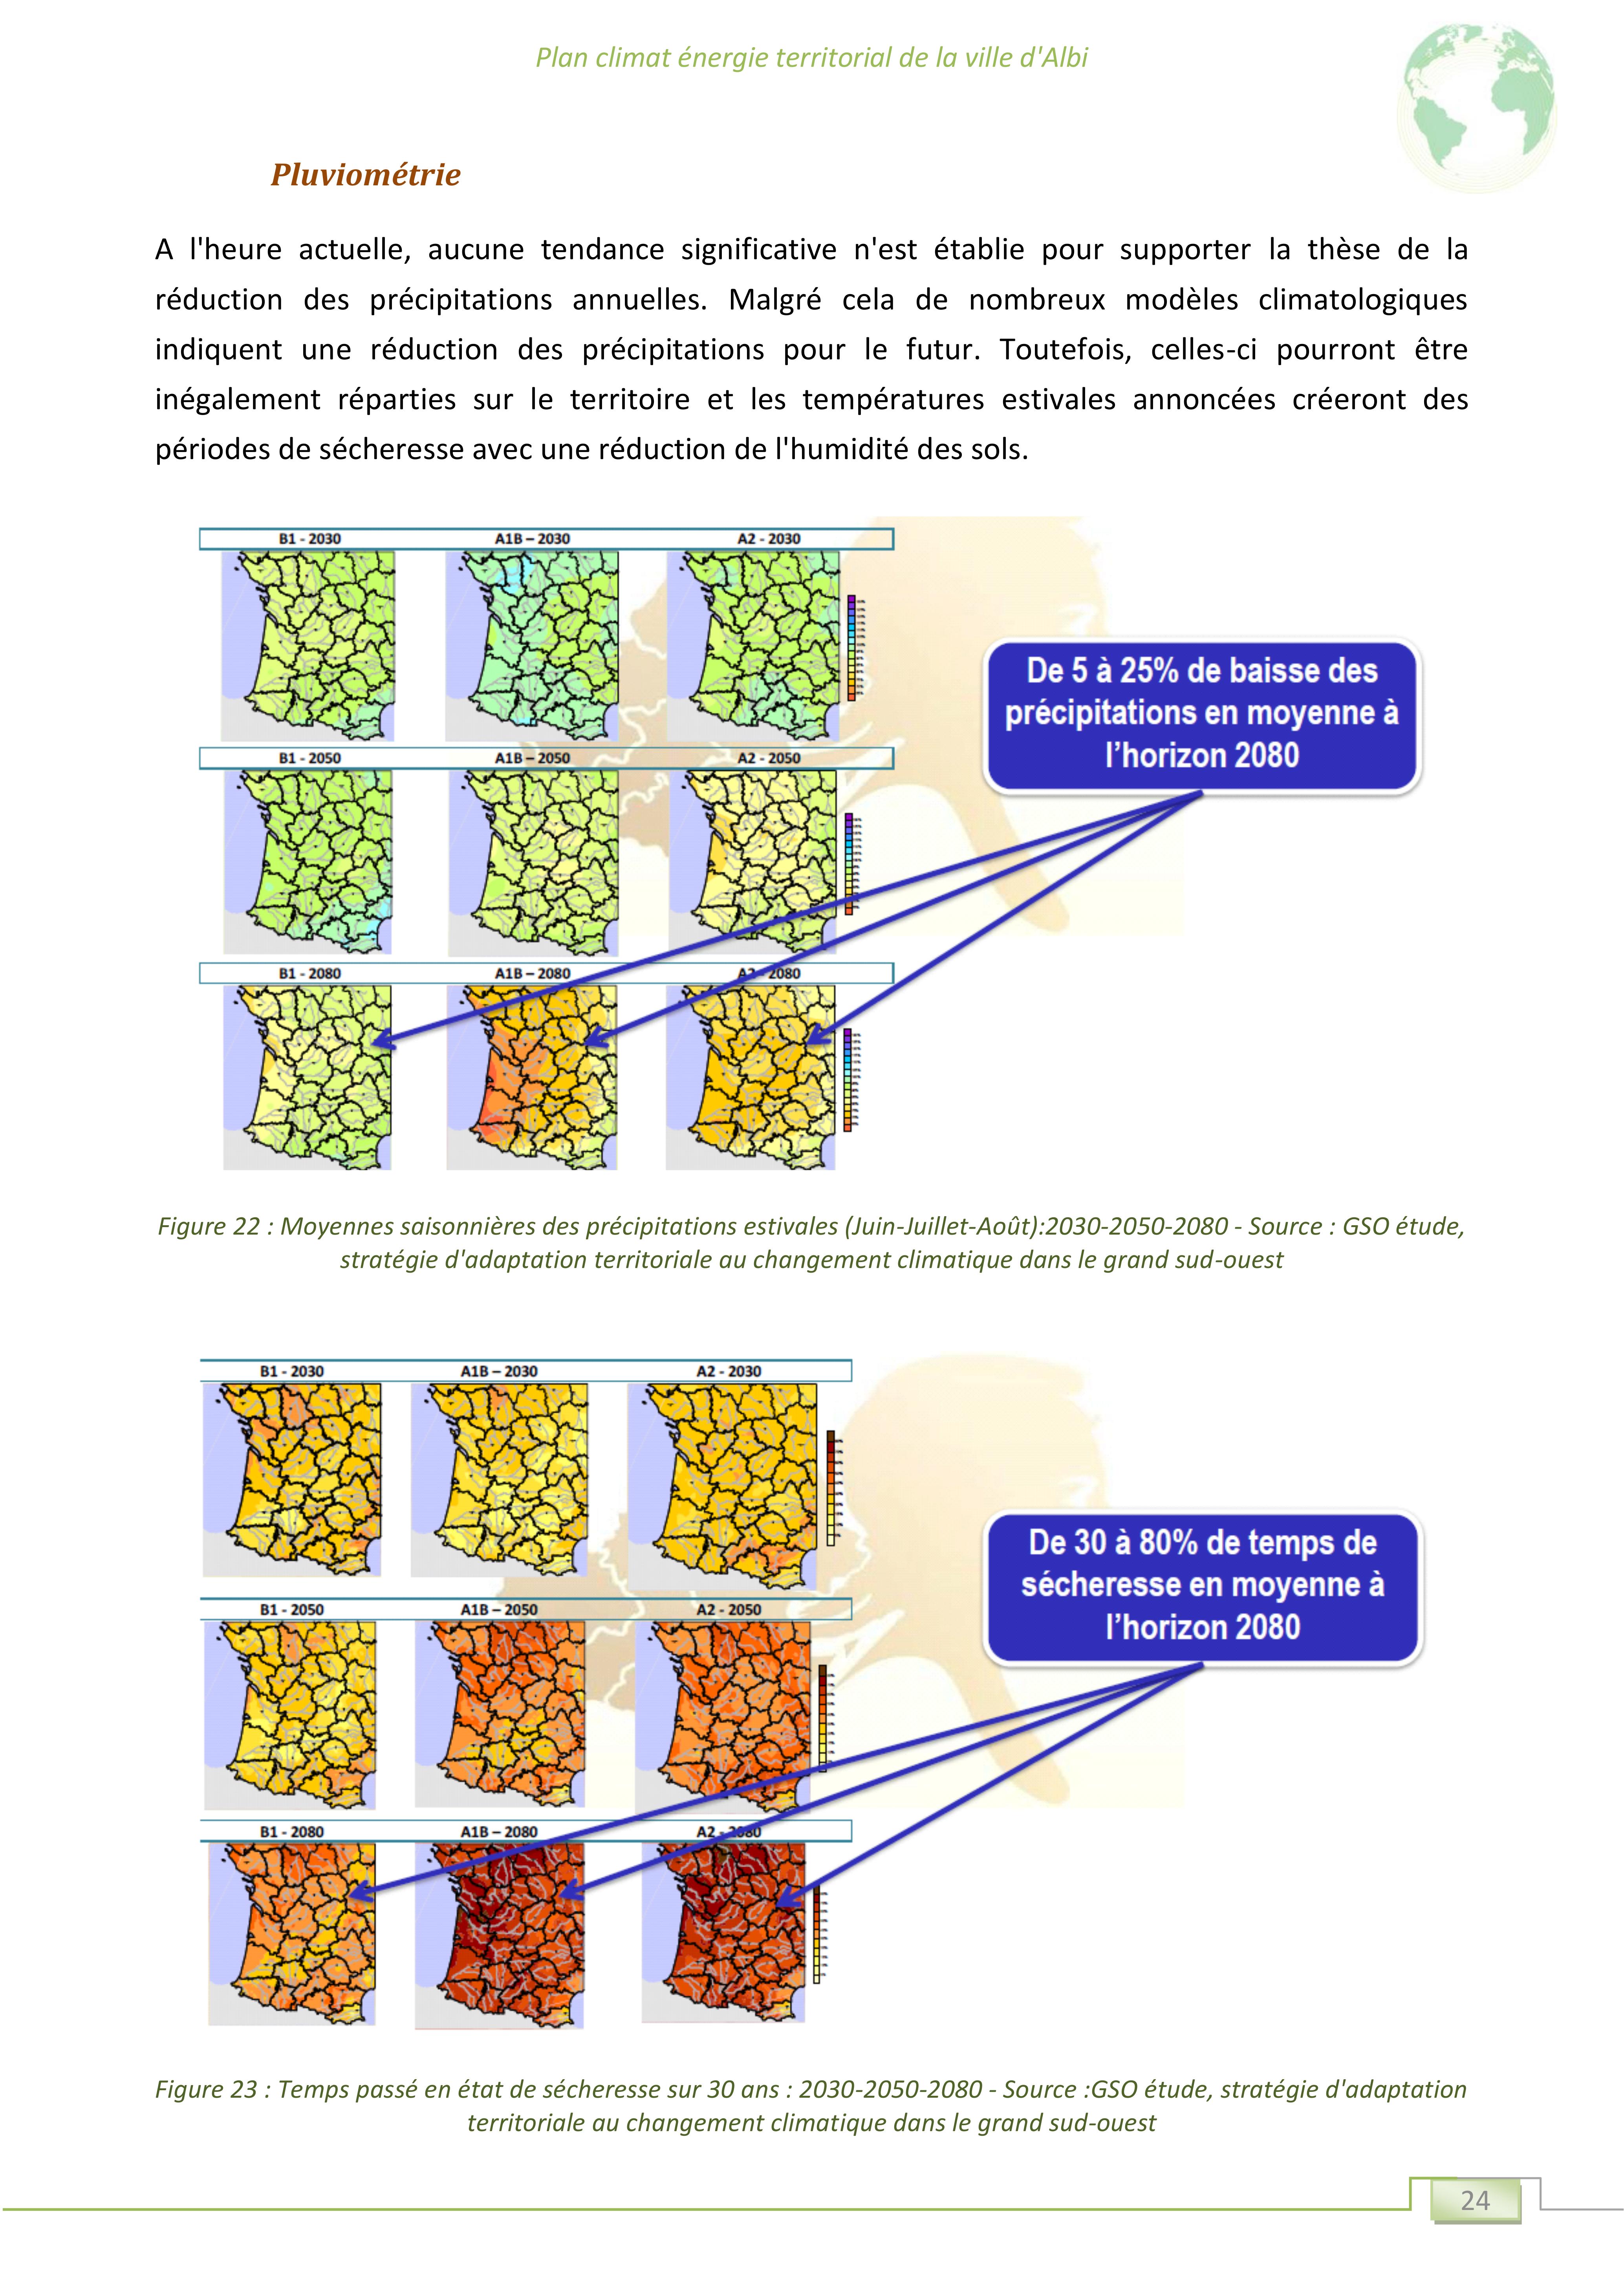 Plan climat énergie territorial de la ville d'Albi
Pluviométrie
A l'heure actuelle, aucune tendance significative n'est établie pour supporter la thèse de la
réduction des précipitations annuelles. Malgré cela de nombreux modèles climatologiques
indiquent une réduction des précipitations pour le futur. Toutefois, celles-ci pourront être
inégalement réparties sur le territoire et les températures estivales annoncées créeront des
périodes de sécheresse avec une réduction de l'humidité des sols.
B1 - 2030 A1B – 2030 A2 - 2030
De 5 à 25% de baisse des
précipitations en moyenne à
l’horizon 2080
B1 - 2050 A1B – 2050 A2 - 2050
B1 - 2080 A1B – 2080 A2 - 2080
Figure 22 : Moyennes saisonnières des précipitations estivales (Juin-Juillet-Août):2030-2050-2080 - Source : GSO étude,
stratégie d'adaptation territoriale au changement climatique dans le grand sud-ouest
B1 - 2030 A1B – 2030 A2 - 2030
De 30 à 80% de temps de
sécheresse en moyenne à
l’horizon 2080
B1 - 2050 A1B – 2050 A2 - 2050
B1 - 2080 A1B – 2080 A2 - 2080
Figure 23 : Temps passé en état de sécheresse sur 30 ans : 2030-2050-2080 - Source :GSO étude, stratégie d'adaptation
territoriale au changement climatique dans le grand sud-ouest
24